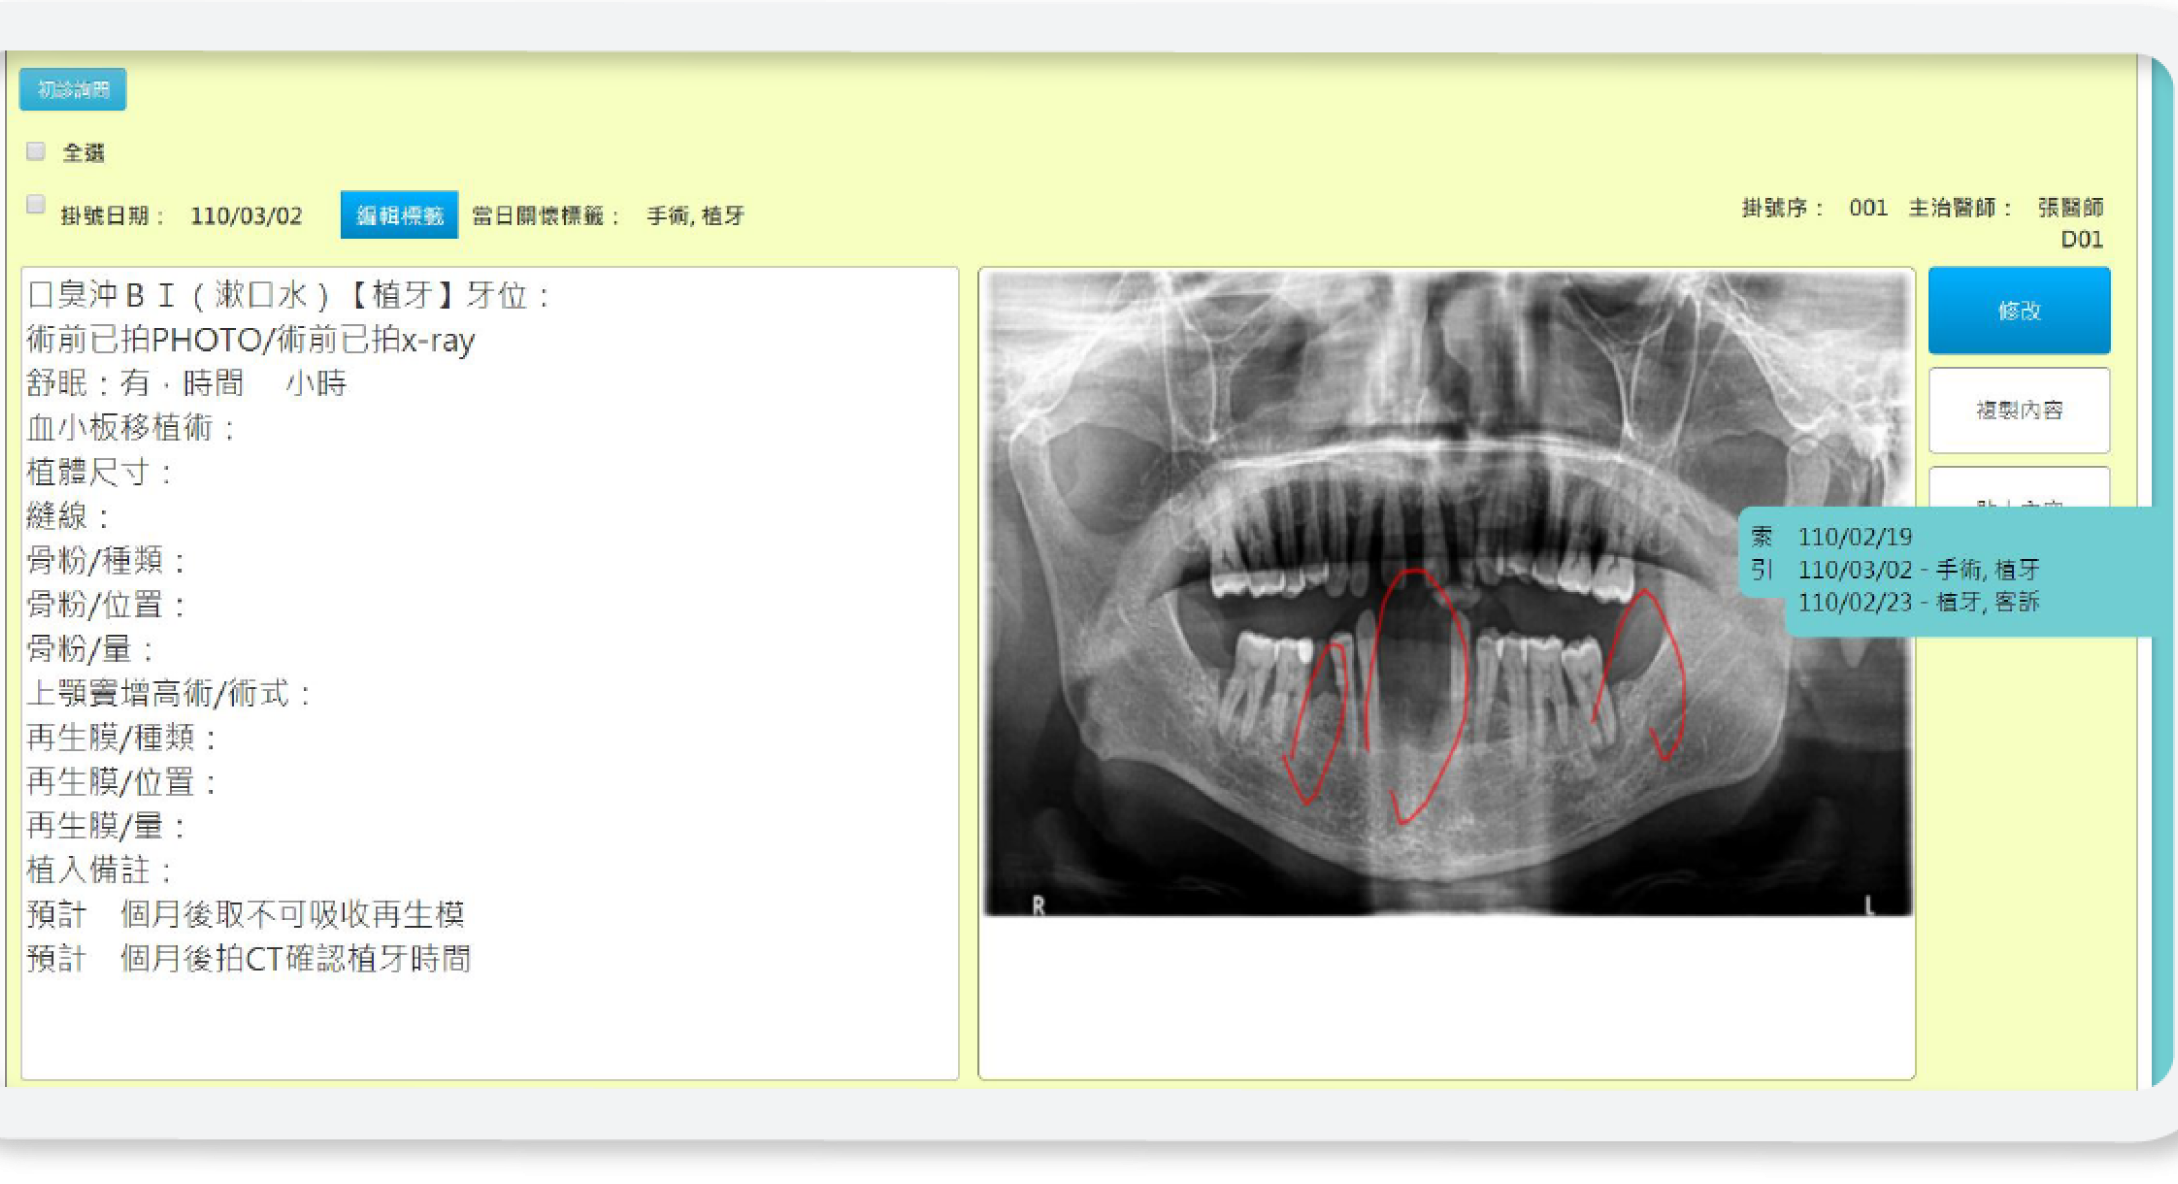 初診詢問
全選
掛號日期： 110/03/02 編輯標籤 當日關懷標籤： 手術, 植牙
掛號序： 001 主治醫師： 張醫師
D01
口臭沖ＢＩ（漱口水）【植牙】牙位：
術前已拍PHOTO/術前已拍x-ray
舒眠：有．時間 小時
血小板移植術：
植體尺寸：
縫線：
骨粉/種類：
骨粉/位置：
骨粉/量：
上顎竇增高術/術式：
再生膜/種類：
再生膜/位置：
再生膜/量：
植入備註：
預計 個月後取不可吸收再生模
預計 個月後拍CT確認植牙時間
R
L
修改
複製內容
索引
110/02/19
110/03/02 - 手術, 植牙
110/02/23 - 植牙, 客訴